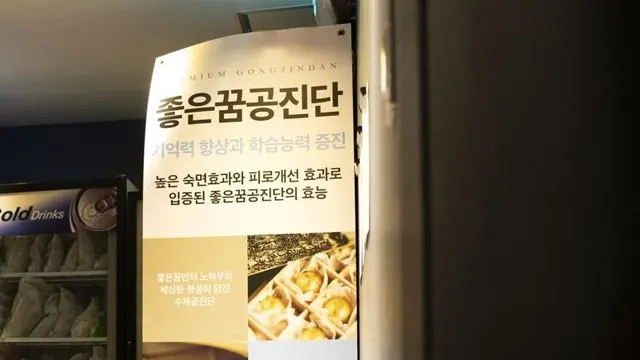 MIUM GONGJINDAN
좋은꿈공진단
기억력 향상과 학습능력 증진
높은 숙면효과와 피로개선 효과로
입증된 좋은꿈공진단의 효능
old Drinks
좋은꿈만의 노하우와
세심한 정성이 담긴
수제공진단